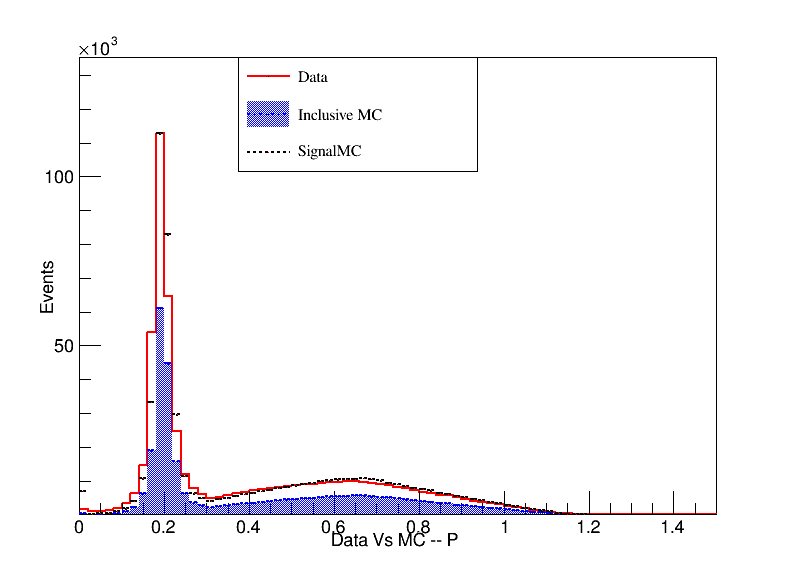 ×10³
Data
Inclusive MC
SignalMC
100
50
Events
0 0.2 0.4 0.6 0.8 1 1.2 1.4
Data Vs MC -- P